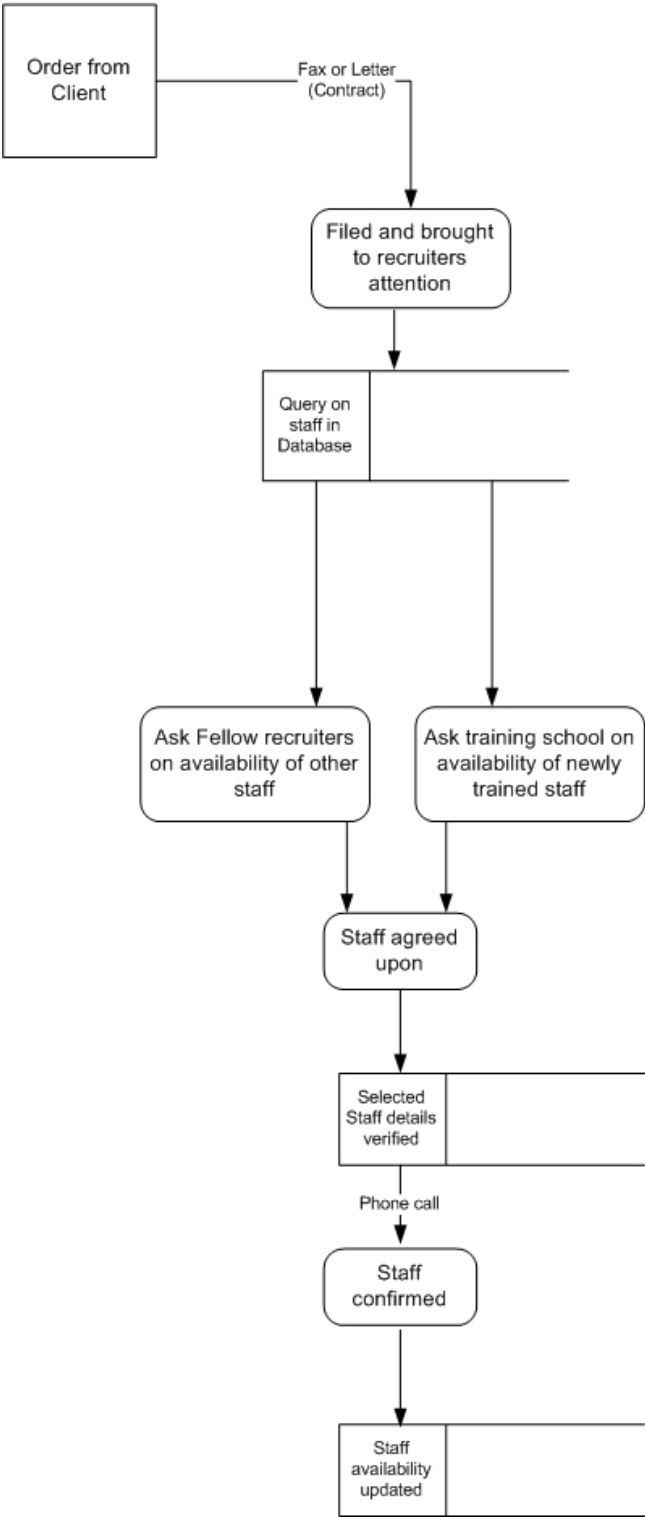 Order from
Client
Fax or Letter
(Contract)
Filed and brought
to recruiters
attention
Query on
staff in
Database
Ask Fellow recruiters
on availability of other
staff
Ask training school on
availability of newly
trained staff
Staff agreed
upon
Selected
Staff details
verified
Phone call
Staff
confirmed
Staff
availability
updated